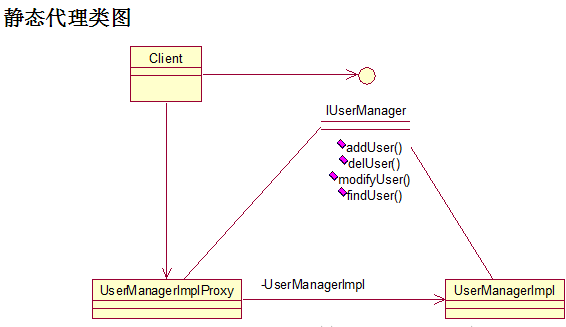 静态代理类图
Client
IUserManager
addUser()
delUser()
modifyUser()
findUser()
UserManagerImplProxy
-UserManagerImpl
UserManagerImpl